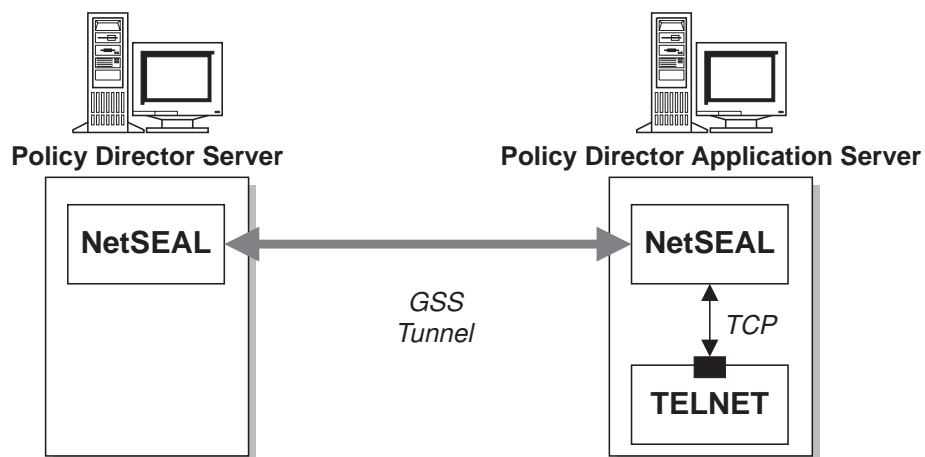 Policy Director Server
Policy Director Application Server
NetSEAL
NetSEAL
GSS
Tunnel
TCP
TELNET